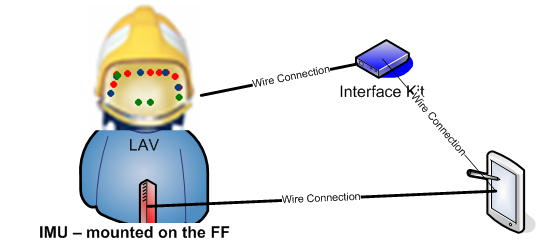 Wire Connection
Interface Kit
Wire Connection
LAV
Wire Connection
IMU – mounted on the FF